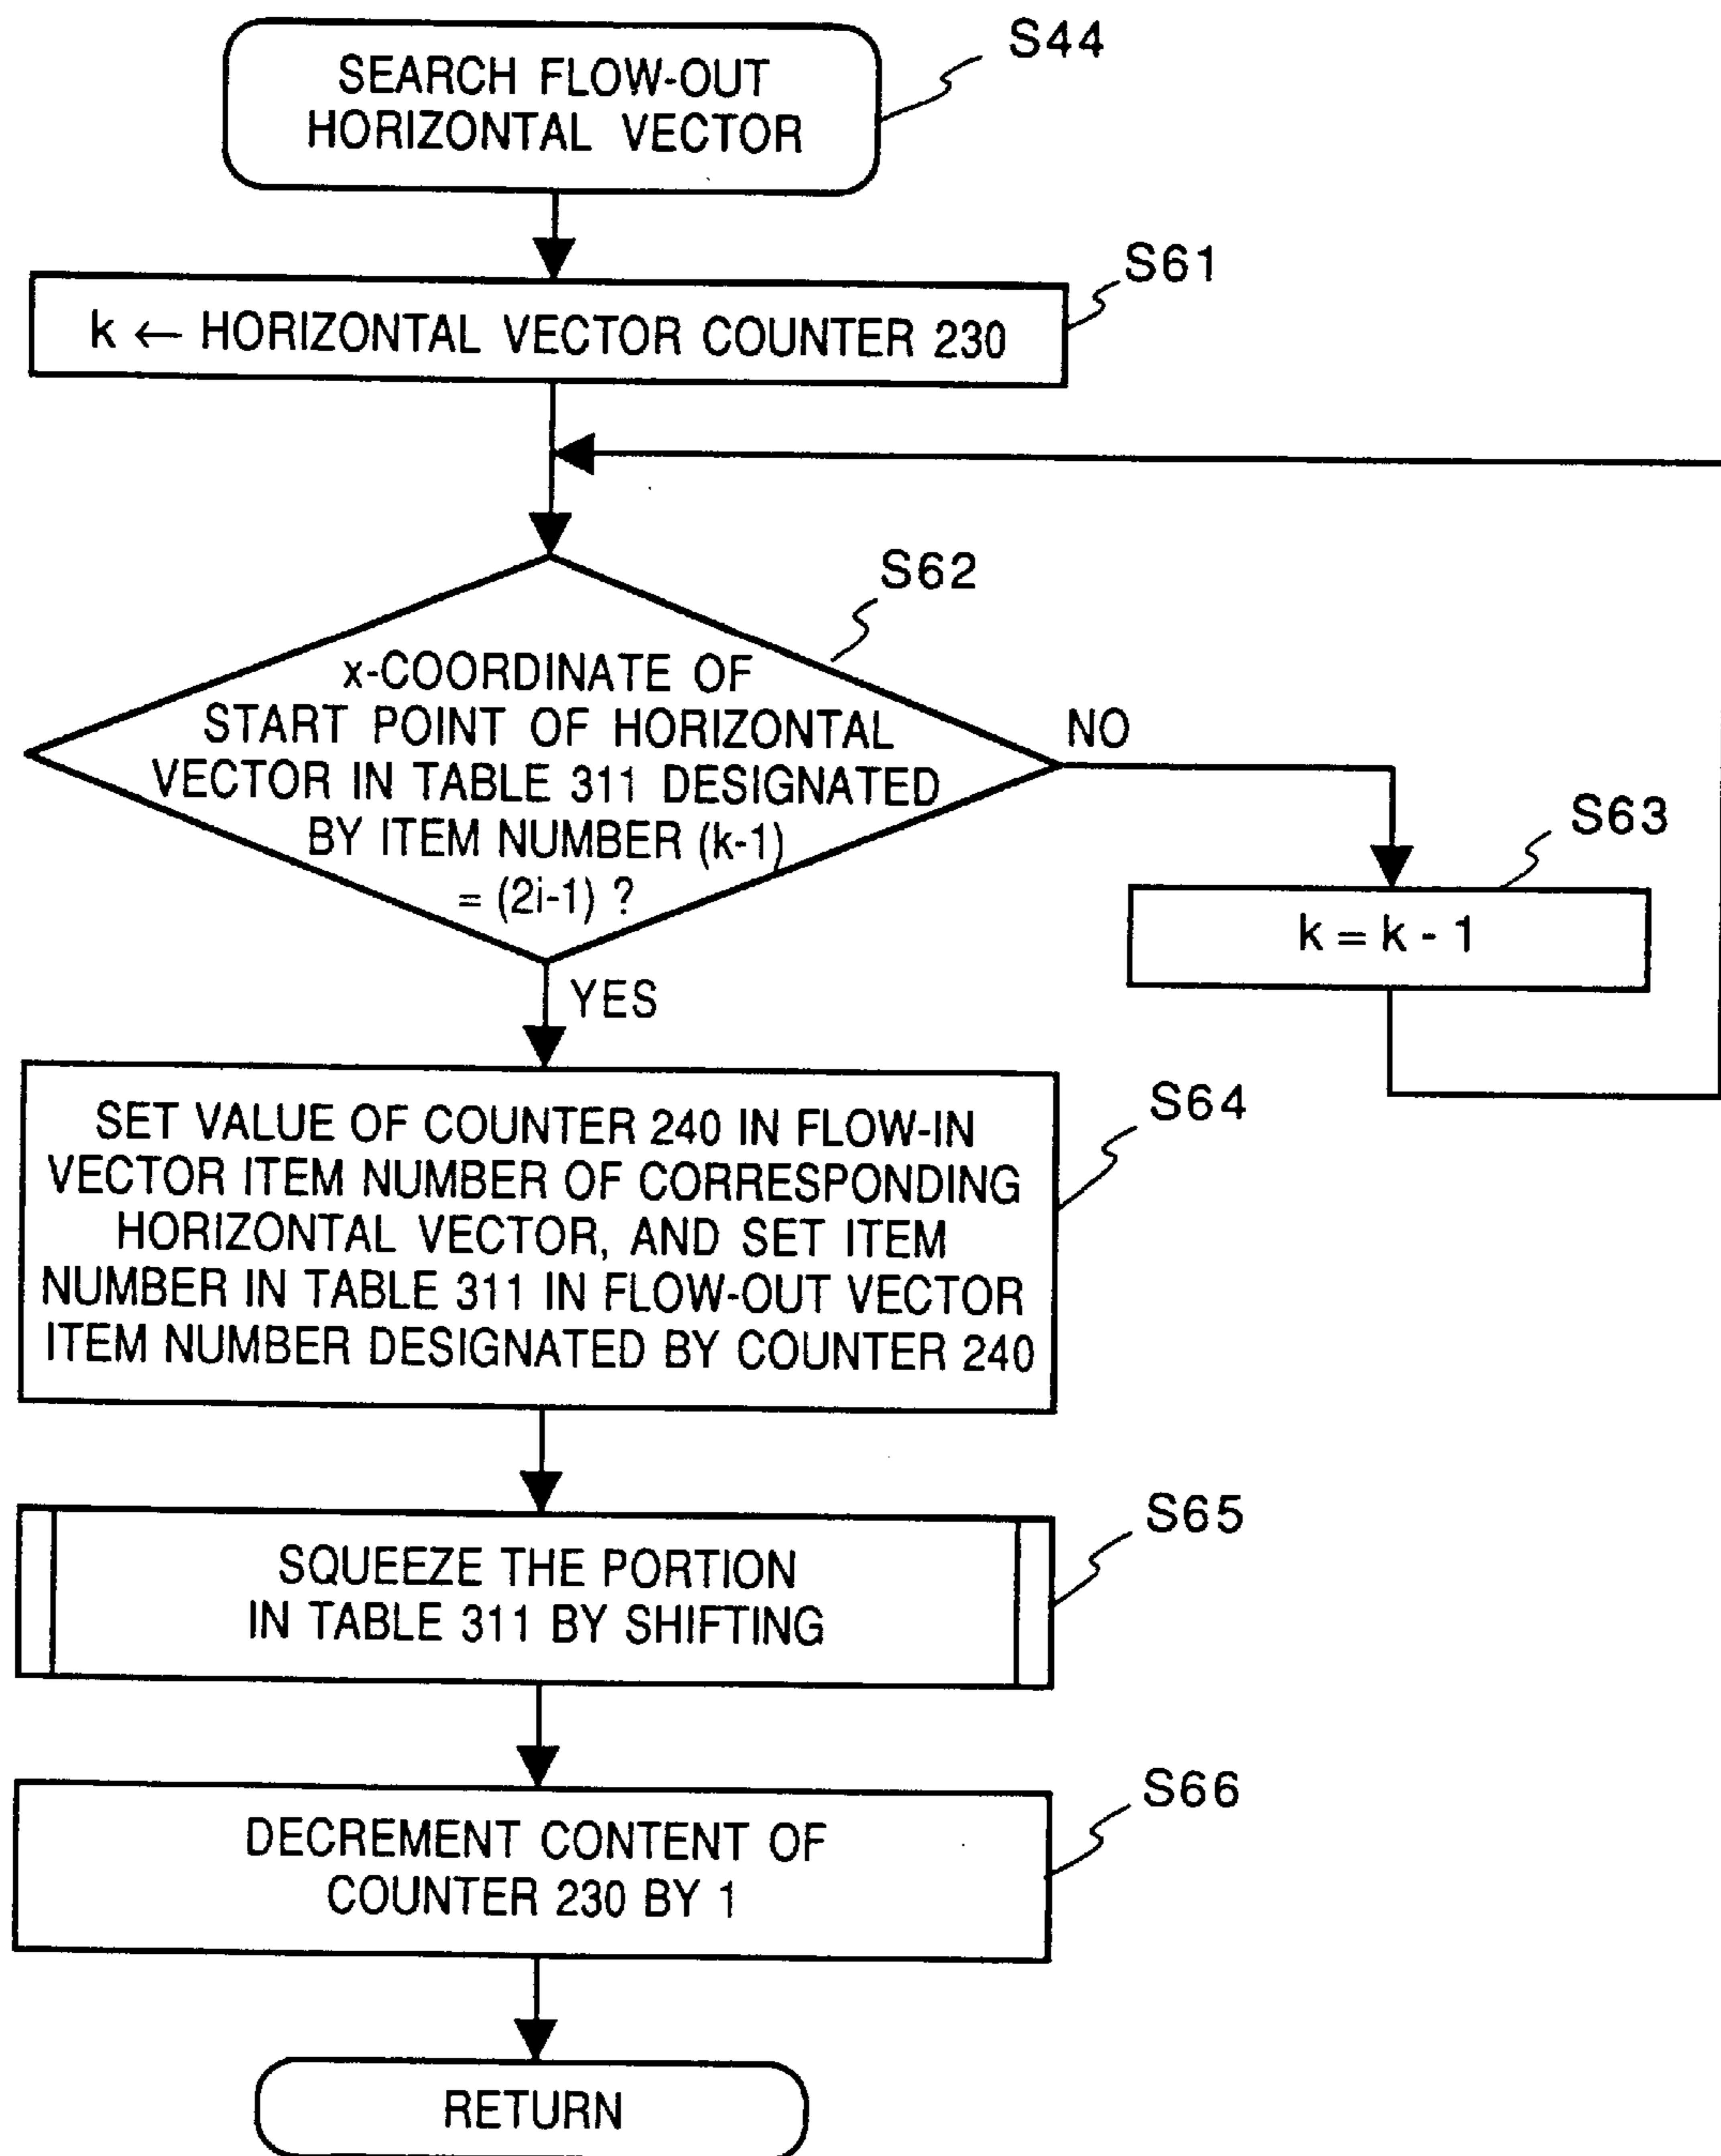 SEARCH FLOW-OUT
HORIZONTAL VECTOR
S44
k ← HORIZONTAL VECTOR COUNTER 230
S61
S62
x-COORDINATE OF
START POINT OF HORIZONTAL
VECTOR IN TABLE 311 DESIGNATED
BY ITEM NUMBER (k-1)
= (2i-1) ?
NO
S63
k = k - 1
YES
S64
SET VALUE OF COUNTER 240 IN FLOW-IN
VECTOR ITEM NUMBER OF CORRESPONDING
HORIZONTAL VECTOR, AND SET ITEM
NUMBER IN TABLE 311 IN FLOW-OUT VECTOR
ITEM NUMBER DESIGNATED BY COUNTER 240
S65
SQUEEZE THE PORTION
IN TABLE 311 BY SHIFTING
S66
DECREMENT CONTENT OF
COUNTER 230 BY 1
RETURN